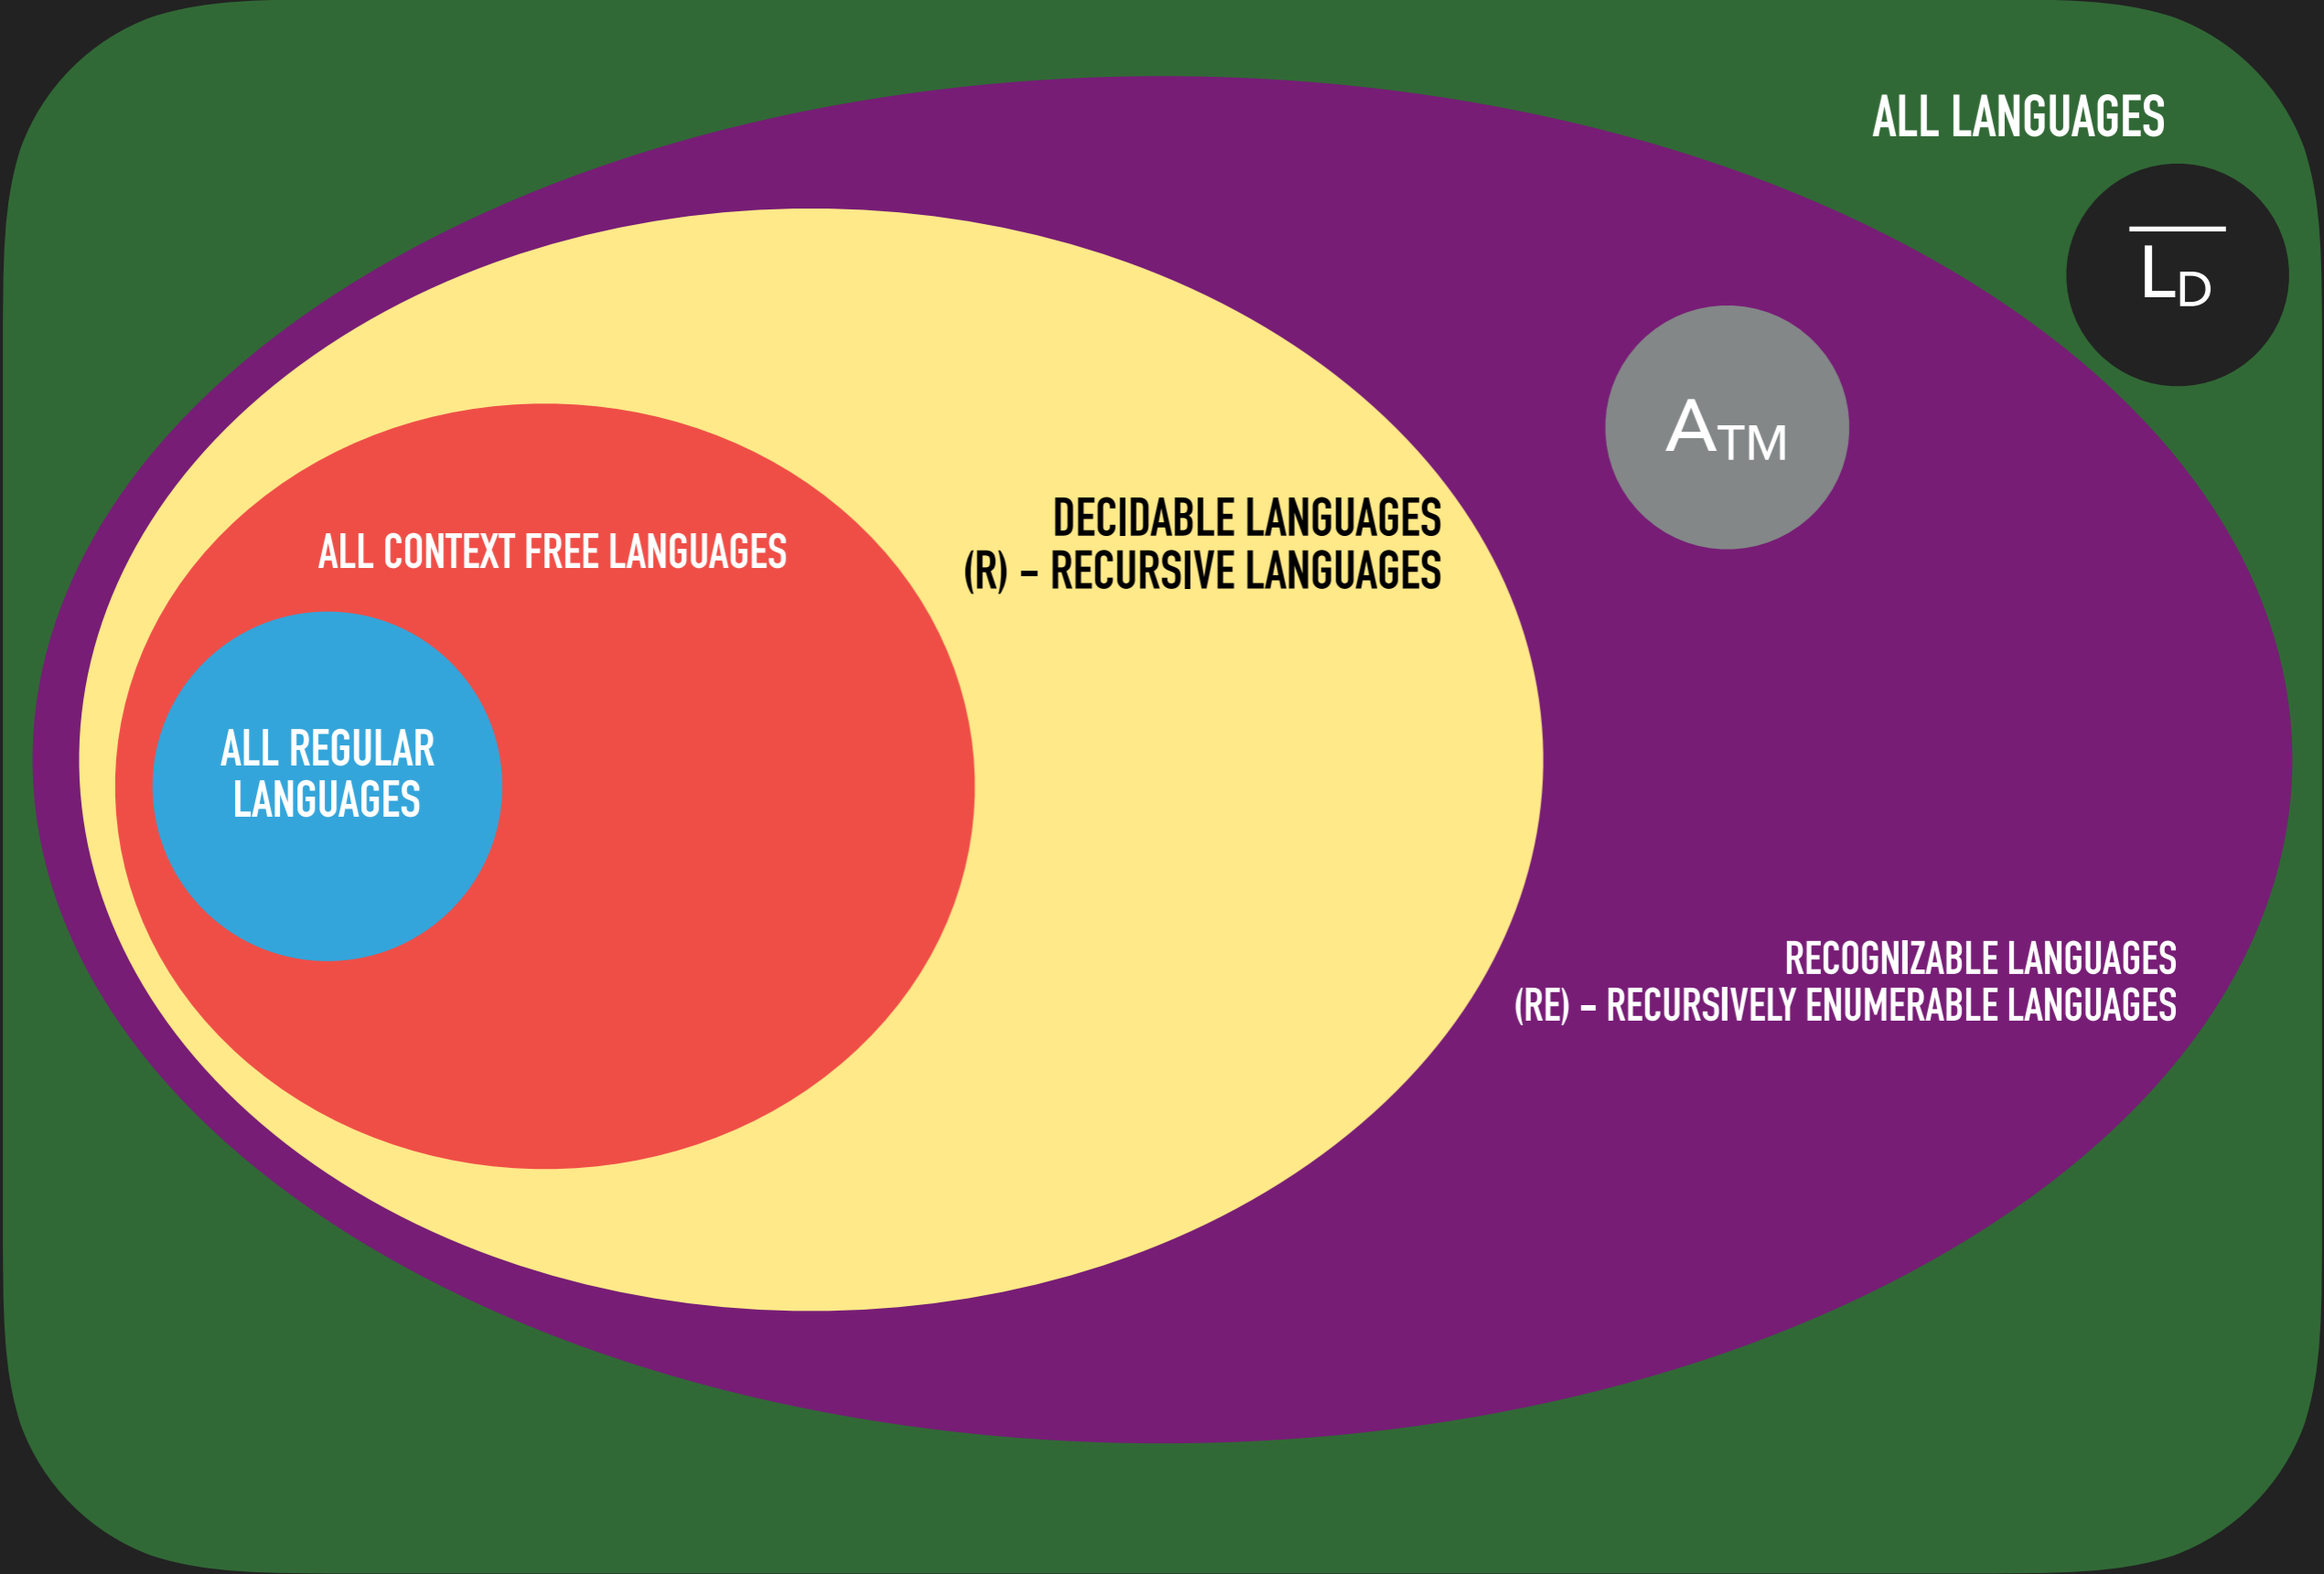 ALL LANGUAGES
L̅D̅
ATM
DECIDABLE LANGUAGES
(R) – RECURSIVE LANGUAGES
ALL CONTEXT FREE LANGUAGES
ALL REGULAR
LANGUAGES
RECOGNIZABLE LANGUAGES
(RE) – RECURSIVELY ENUMERABLE LANGUAGES